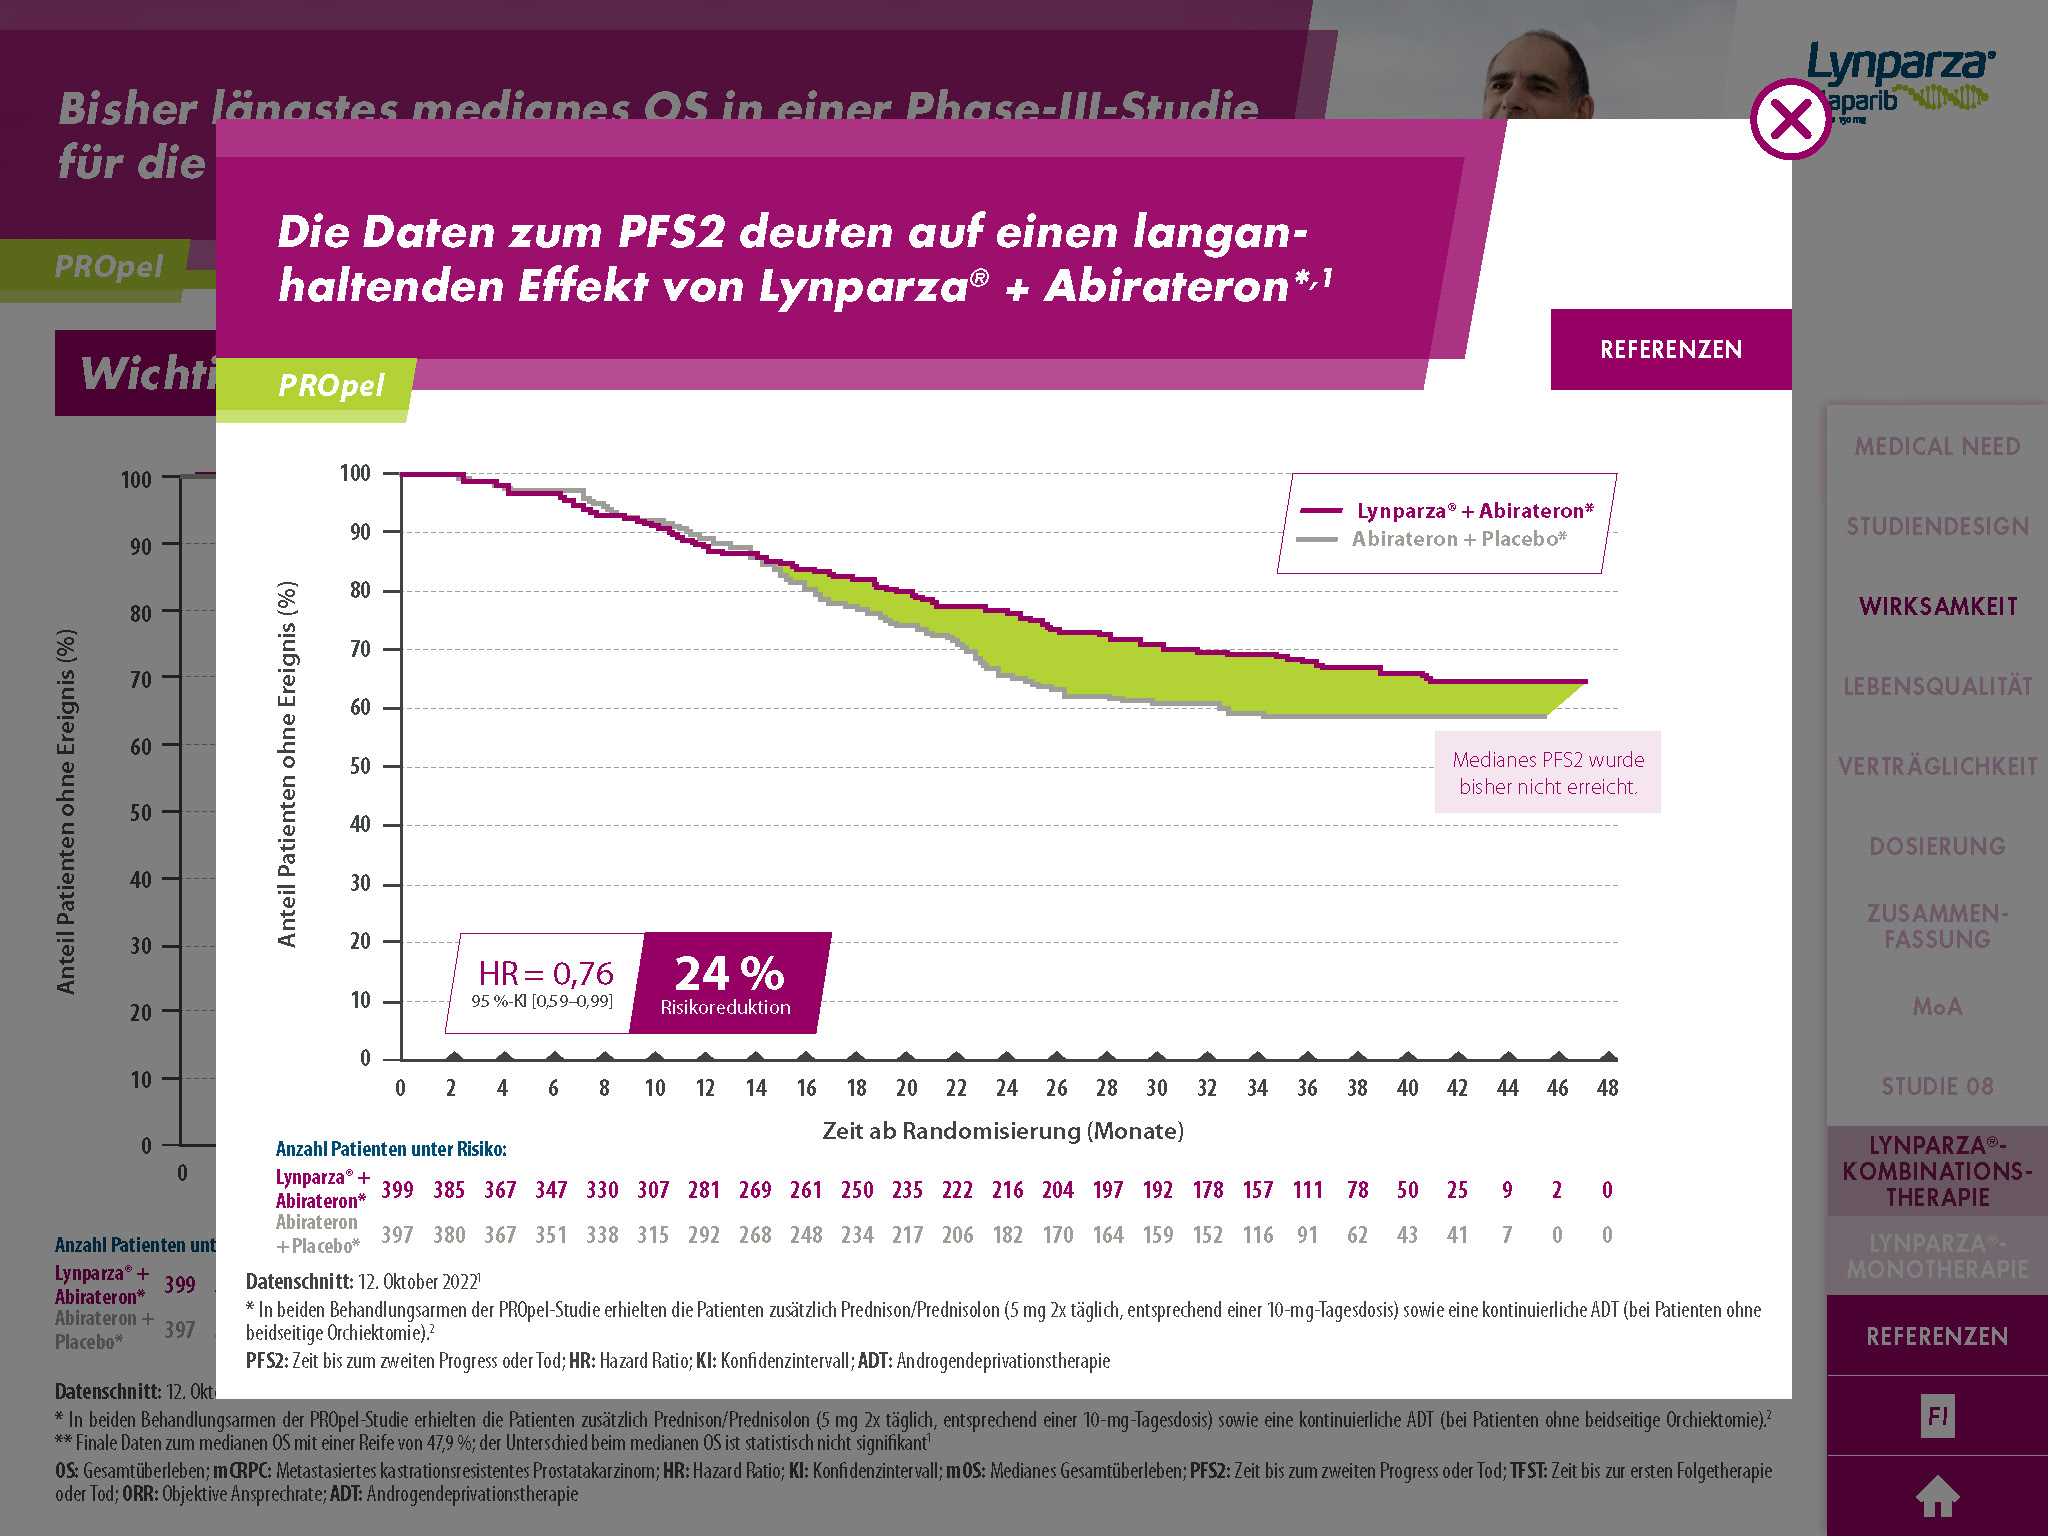 Bisher längstes medianes OS in einer Phase-III-Studie
für die
Lynparza®
laparib
150 mg
PROpel
Wichti
Die Daten zum PFS2 deuten auf einen langan-
haltenden Effekt von Lynparza® + Abirateron*,1
PROpel
REFERENZEN
Anteil Patienten ohne Ereignis (%)
100
90
80
70
60
50
40
30
20
10
0
0
Anteil Patienten ohne Ereignis (%)
100
90
80
70
60
50
40
30
20
10
0
Lynparza® + Abirateron*
Abirateron + Placebo*
Medianes PFS2 wurde
bisher nicht erreicht.
HR = 0,76
95 %-KI [0,59–0,99]
24 %
Risikoreduktion
0 2 4 6 8 10 12 14 16 18 20 22 24 26 28 30 32 34 36 38 40 42 44 46 48
Zeit ab Randomisierung (Monate)
Anzahl Patienten unter Risiko:
Lynparza® +
Abirateron* 399 385 367 347 330 307 281 269 261 250 235 222 216 204 197 192 178 157 111 78 50 25 9 2 0
Abirateron
+ Placebo* 397 380 367 351 338 315 292 268 248 234 217 206 182 170 164 159 152 116 91 62 43 41 7 0 0
Datenschnitt: 12. Oktober 2022¹
* In beiden Behandlungsarmen der PROpel-Studie erhielten die Patienten zusätzlich Prednison/Prednisolon (5 mg 2x täglich, entsprechend einer 10-mg-Tagesdosis) sowie eine kontinuierliche ADT (bei Patienten ohne
beidseitige Orchiektomie).²
PFS2: Zeit bis zum zweiten Progress oder Tod; HR: Hazard Ratio; KI: Konfidenzintervall; ADT: Androgendeprivationstherapie
Anzahl Patienten unt
Lynparza® +
Abirateron* 399
Abirateron +
Placebo* 397
Datenschnitt: 12. Okt
* In beiden Behandlungsarmen der PROpel-Studie erhielten die Patienten zusätzlich Prednison/Prednisolon (5 mg 2x täglich, entsprechend einer 10-mg-Tagesdosis) sowie eine kontinuierliche ADT (bei Patienten ohne beidseitige Orchiektomie).²
** Finale Daten zum medianen OS mit einer Reife von 47,9 %; der Unterschied beim medianen OS ist statistisch nicht signifikant¹
OS: Gesamtüberleben; mCRPC: Metastasiertes kastrationsresistentes Prostatakarzinom; HR: Hazard Ratio; KI: Konfidenzintervall; mOS: Medianes Gesamtüberleben; PFS2: Zeit bis zum zweiten Progress oder Tod; TFST: Zeit bis zur ersten Folgetherapie
oder Tod; ORR: Objektive Ansprechrate; ADT: Androgendeprivationstherapie
MEDICAL NEED
STUDIENDESIGN
WIRKSAMKEIT
LEBENSQUALITÄT
VERTRÄGLICHKEIT
DOSIERUNG
ZUSAMMEN-
FASSUNG
MoA
STUDIE 08
LYNPARZA®-
KOMBINATIONS-
THERAPIE
LYNPARZA®-
MONOTHERAPIE
REFERENZEN
FI